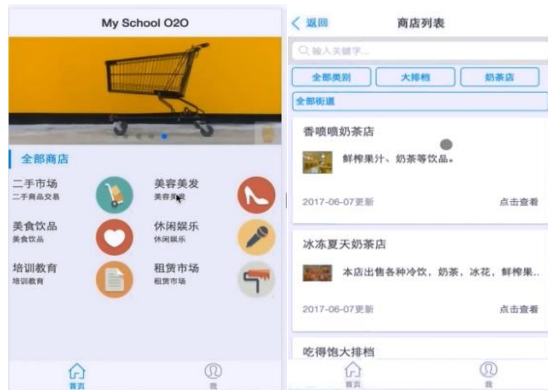 My School O2O
全部商店
二手市场
二手商品交易
美容美发
美容美发
美食饮品
美食饮品
休闲娱乐
休闲娱乐
培训教育
培训教育
租赁市场
租赁市场
首页
我
返回
商店列表
输入关键字...
全部类别
大排档
奶茶店
全部街道
香喷喷奶茶店
鲜榨果汁、奶茶等饮品。
2017-06-07更新
点击查看
冰冻夏天奶茶店
本店出售各种冷饮，奶茶，冰花，鲜榨果..
2017-06-07更新
点击查看
吃得饱大排档
首页
我